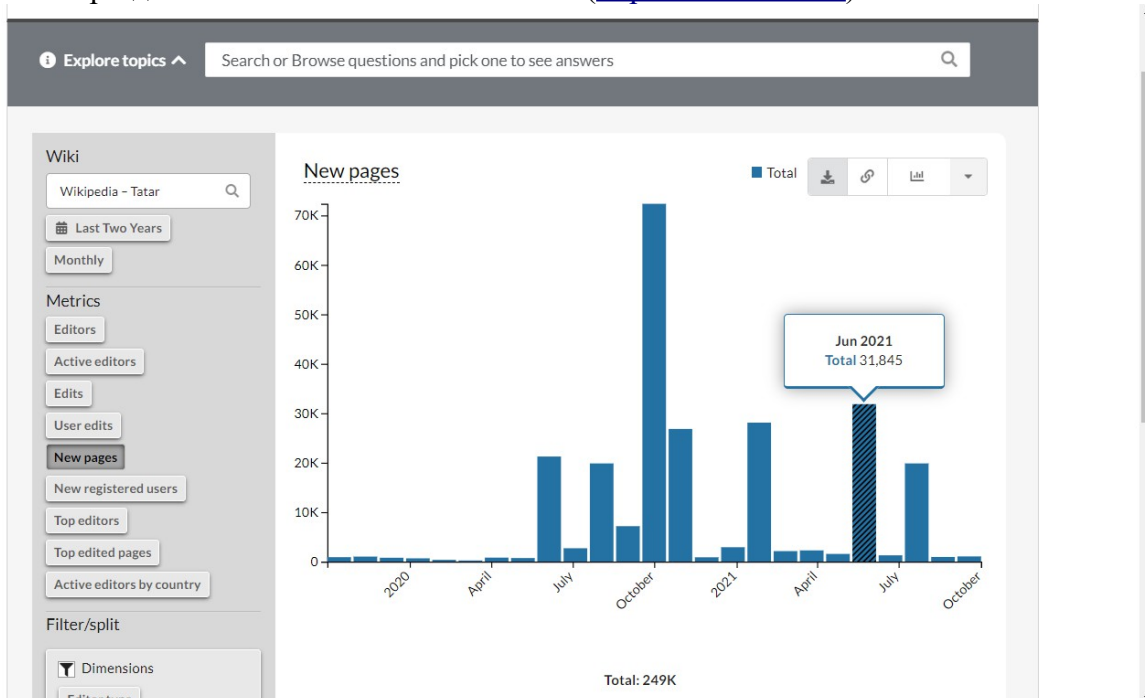 Explore topics
Search or Browse questions and pick one to see answers
Wiki
Wikipedia - Tatar
Last Two Years
Monthly
Metrics
Editors
Active editors
Edits
User edits
New pages
New registered users
Top editors
Top edited pages
Active editors by country
Filter/split
Dimensions
New pages
Total
70K
60K
50K
40K
30K
20K
10K
0
Jun 2021
Total 31,845
2020
April
July
October
2021
April
July
October
Total: 249K